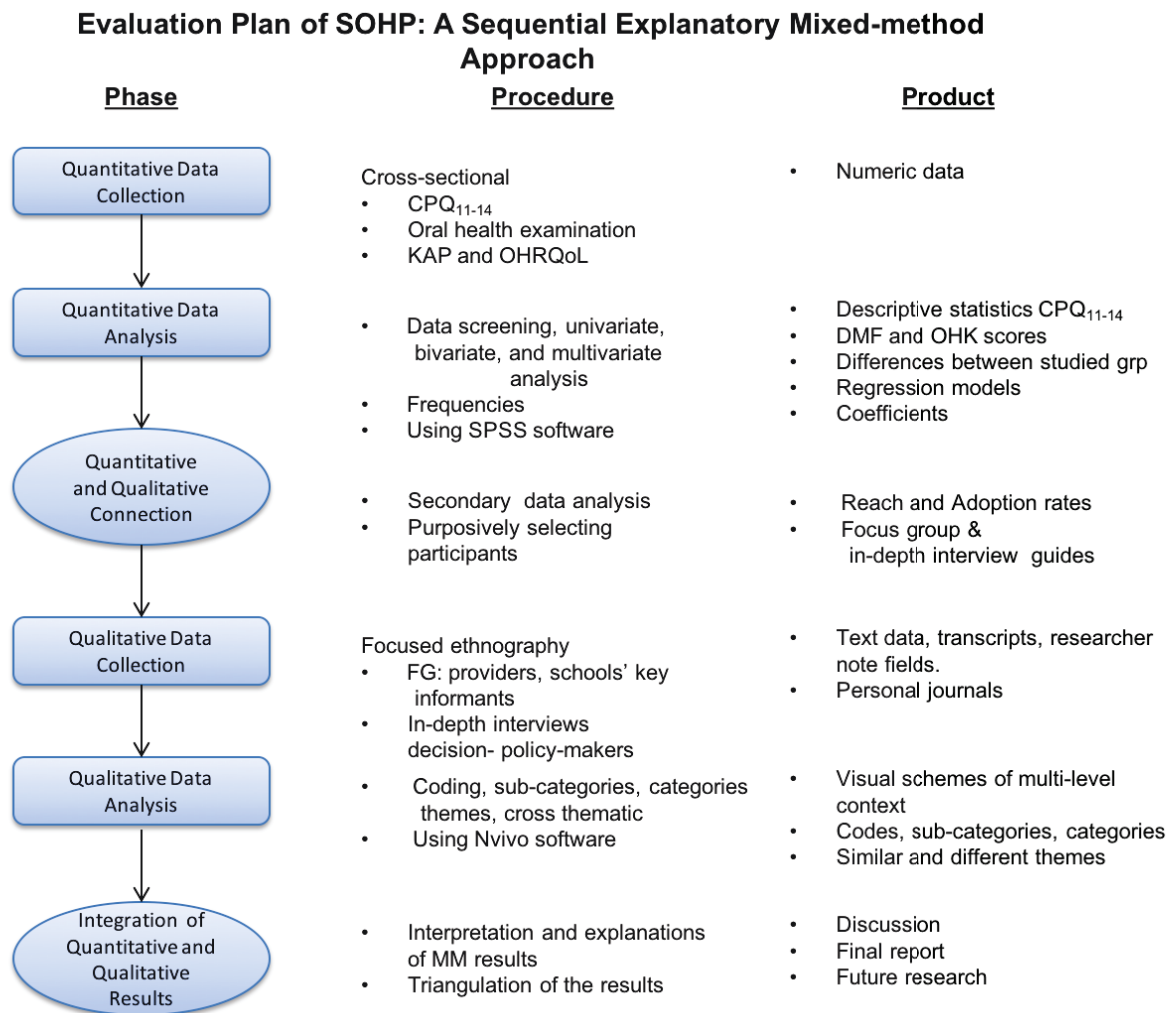 Evaluation Plan of SOHP: A Sequential Explanatory Mixed-method
Approach
Phase
Procedure
Product
Quantitative Data
Collection
Cross-sectional
• CPQ11-14
• Oral health examination
• KAP and OHRQoL
• Numeric data
Quantitative Data
Analysis
• Data screening, univariate,
bivariate, and multivariate
analysis
• Frequencies
• Using SPSS software
• Descriptive statistics CPQ11-14
• DMF and OHK scores
• Differences between studied grp
• Regression models
• Coefficients
Quantitative
and Qualitative
Connection
• Secondary data analysis
• Purposively selecting
participants
• Reach and Adoption rates
• Focus group &
in-depth interview guides
Qualitative Data
Collection
Focused ethnography
• FG: providers, schools’ key
informants
• In-depth interviews
decision- policy-makers
• Text data, transcripts, researcher
note fields.
• Personal journals
Qualitative Data
Analysis
• Coding, sub-categories, categories
themes, cross thematic
• Using Nvivo software
• Visual schemes of multi-level
context
• Codes, sub-categories, categories
• Similar and different themes
Integration of
Quantitative and
Qualitative
Results
• Interpretation and explanations
of MM results
• Triangulation of the results
• Discussion
• Final report
• Future research